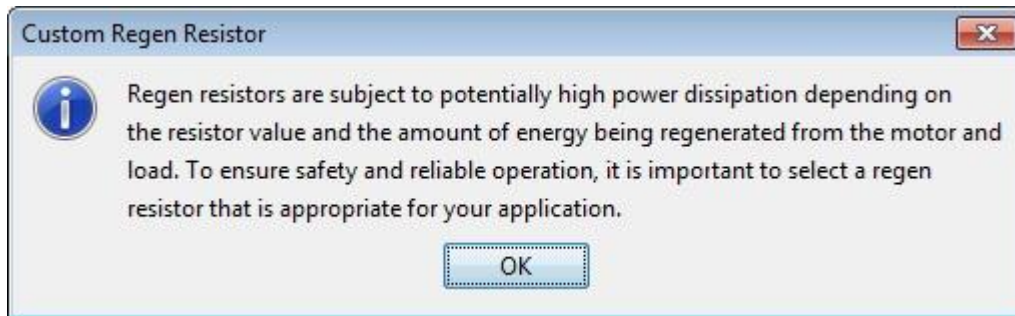 Custom Regen Resistor
Regen resistors are subject to potentially high power dissipation depending on
the resistor value and the amount of energy being regenerated from the motor and
load. To ensure safety and reliable operation, it is important to select a regen
resistor that is appropriate for your application.
OK